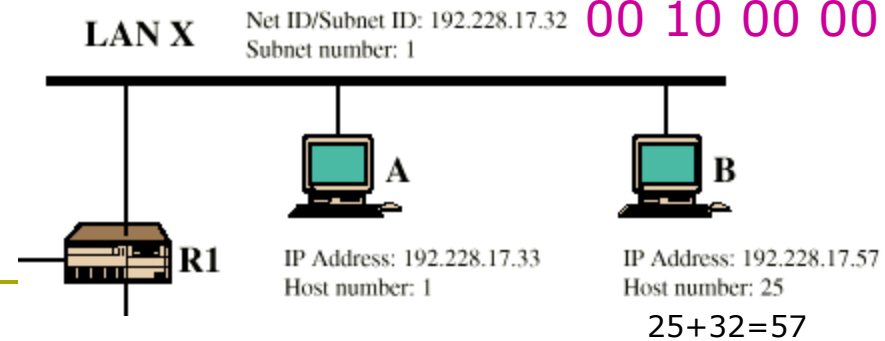 LAN X
Net ID/Subnet ID: 192.228.17.32
00 10 00 00
Subnet number: 1
A
B
R1
IP Address: 192.228.17.33
Host number: 1
IP Address: 192.228.17.57
Host number: 25
25+32=57